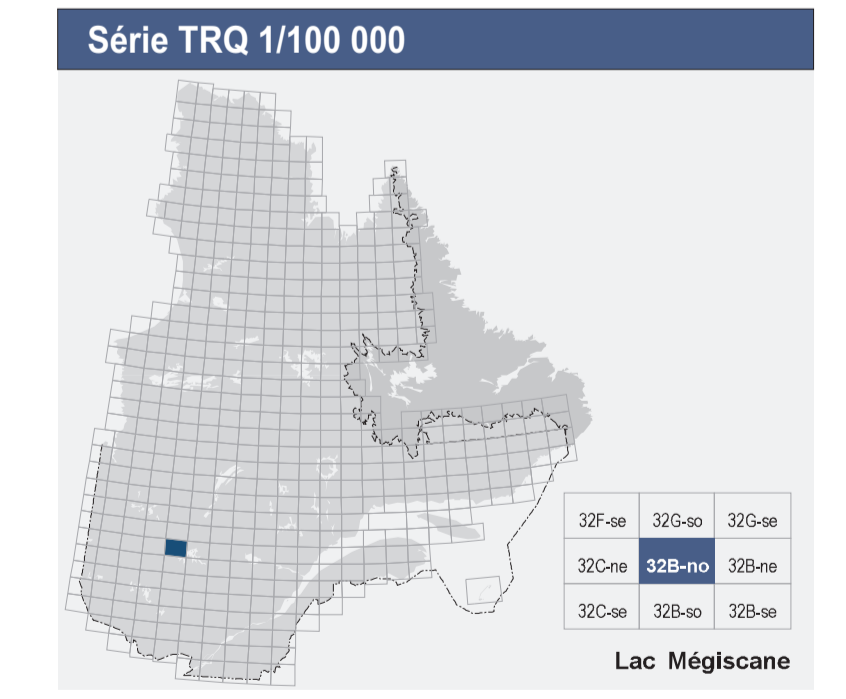 Série TRQ 1/100 000
32F-se 32G-so 32G-se
32C-ne 32B-no 32B-ne
32C-se 32B-so 32B-se
Lac Mégiscane